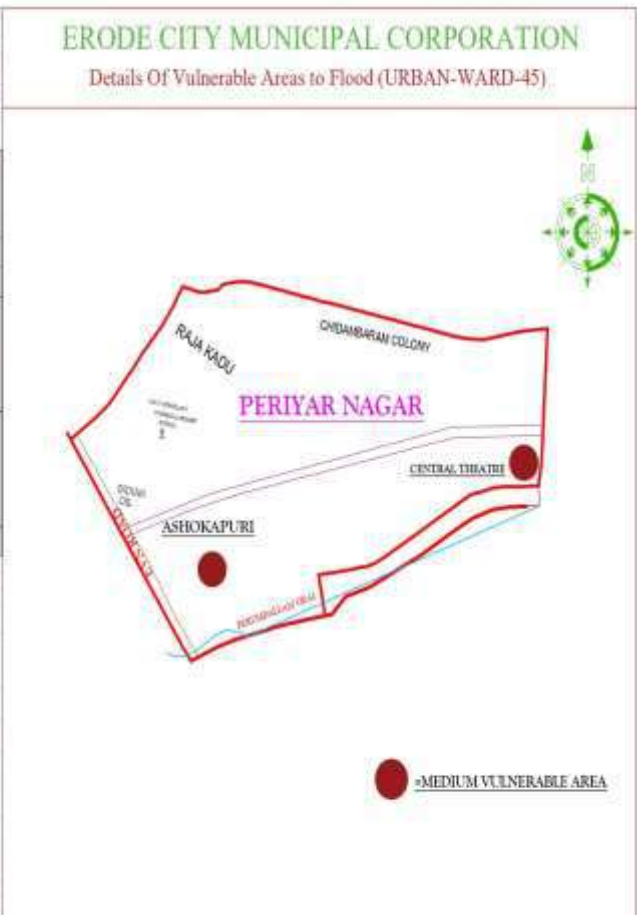 ERODE CITY MUNICIPAL CORPORATION
Details Of Vulnerable Areas to Flood (URBAN-WARD-45)
N
RAJA KADU
CHIDAMBARAM COLONY
PERIYAR NAGAR
CENTRAL THEATRE
ASHOKAPURI
=MEDIUM VULNERABLE AREA